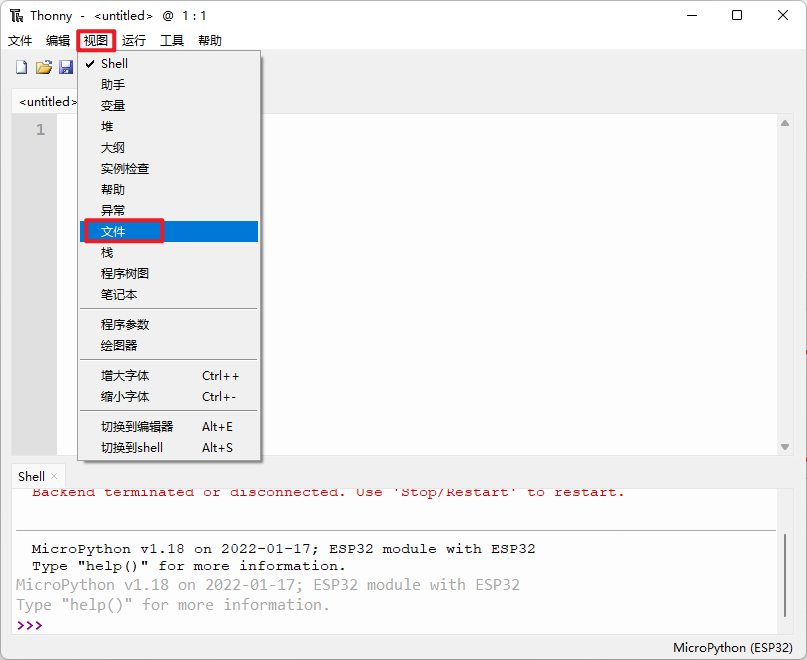 Thonny - <untitled> @ 1 : 1
文件 编辑 视图 运行 工具 帮助
<untitled>
1
✓ Shell
助手
变量
堆
大纲
实例检查
帮助
异常
文件
栈
程序树图
笔记本
程序参数
绘图器
增大字体 Ctrl++
缩小字体 Ctrl+-
切换到编辑器 Alt+E
切换到shell Alt+S
Shell ×
Backend terminated or disconnected. Use 'Stop/Restart' to restart.
MicroPython v1.18 on 2022-01-17; ESP32 module with ESP32
Type "help()" for more information.
MicroPython v1.18 on 2022-01-17; ESP32 module with ESP32
Type "help()" for more information.
>>>
MicroPython (ESP32)